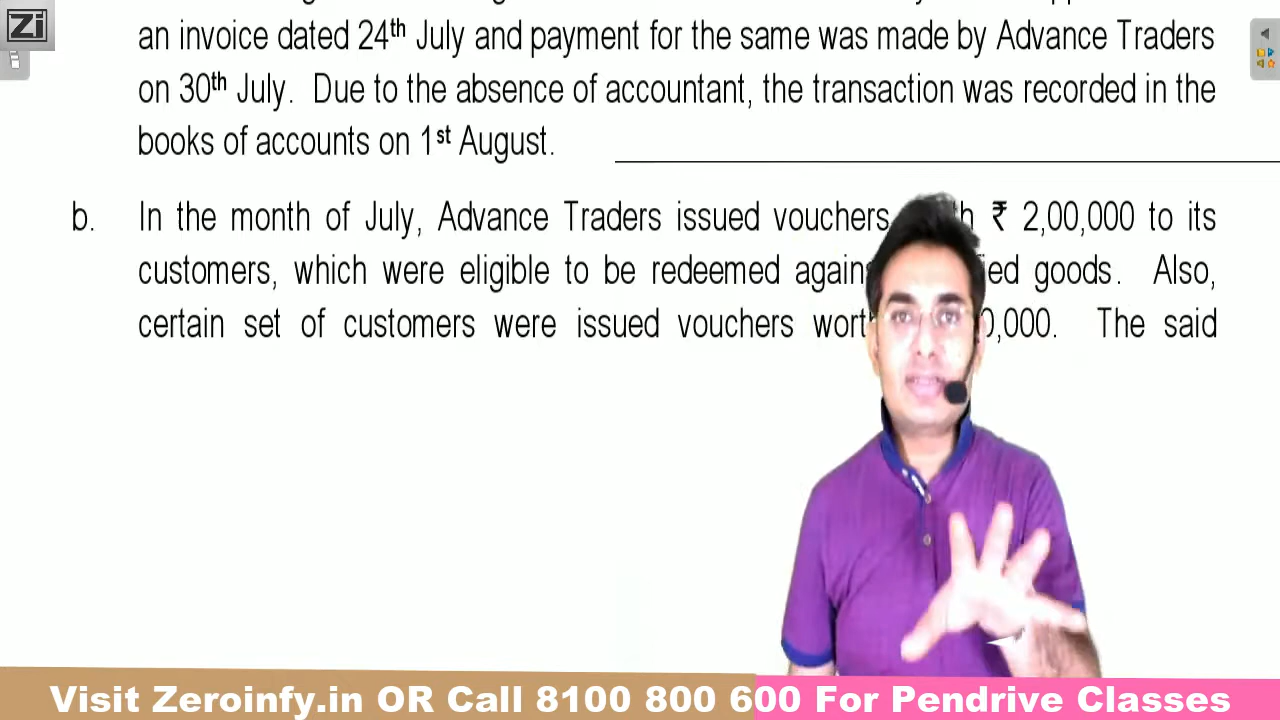 Zi
an invoice dated 24th July and payment for the same was made by Advance Traders
on 30th July. Due to the absence of accountant, the transaction was recorded in the
books of accounts on 1st August.
b. In the month of July, Advance Traders issued vouchers ₹ 2,00,000 to its
customers, which were eligible to be redeemed goods. Also,
certain set of customers were issued vouchers The said
Visit Zeroinfy.in OR Call 8100 800 600 For Pendrive Classes